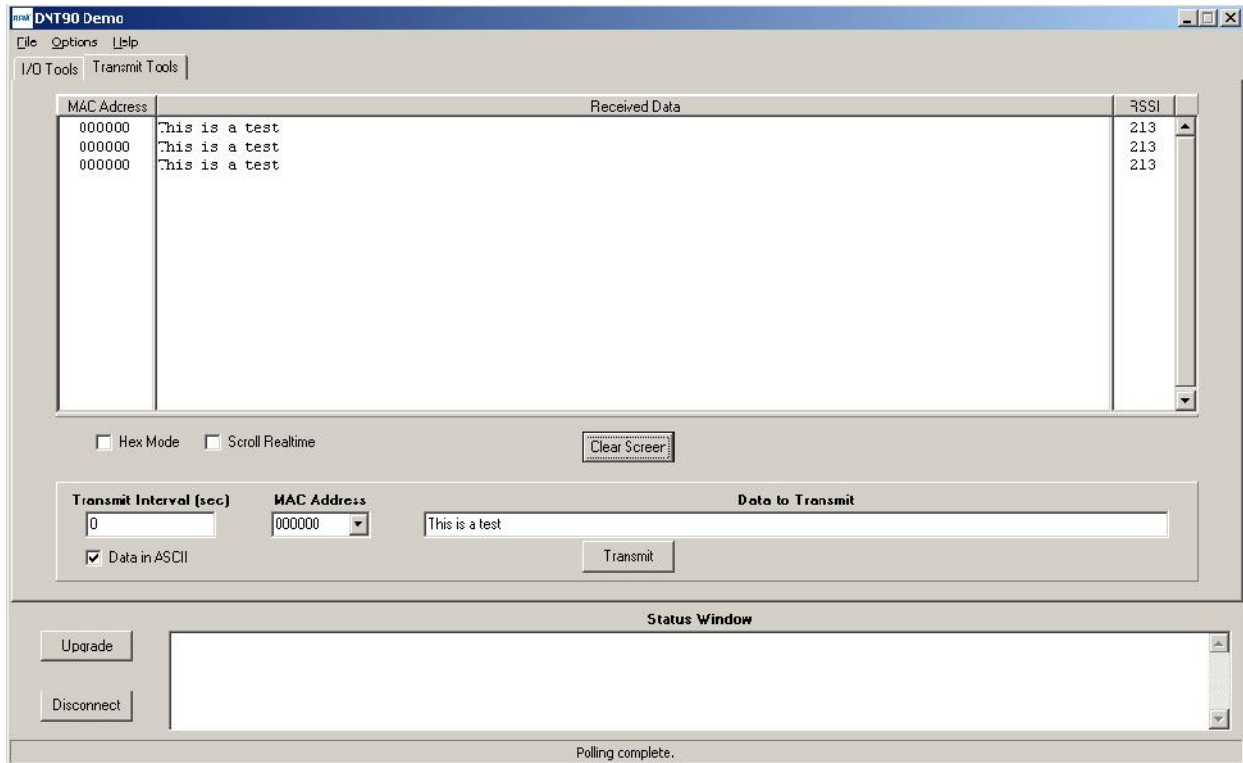 RFM DNT90 Demo
File Options Help
I/O Tools Transmit Tools
MAC Address Received Data RSSI
000000 This is a test 213
000000 This is a test 213
000000 This is a test 213
Hex Mode Scroll Realtime Clear Screen
Transmit Interval (sec) MAC Address Data to Transmit
0 000000 This is a test
Data in ASCII Transmit
Status Window
Upgrade
Disconnect
Polling complete.